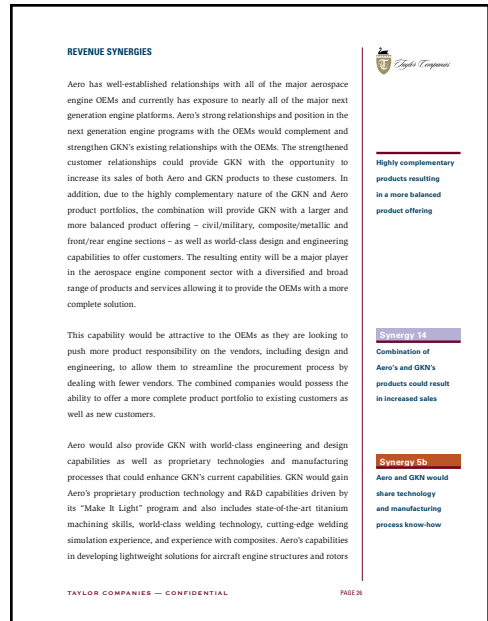 REVENUE SYNERGIES
Taylor Companies
Aero has well-established relationships with all of the major aerospace
engine OEMs and currently has exposure to nearly all of the major next
generation engine platforms. Aero's strong relationships and position in the
next generation engine programs with the OEMs would complement and
strengthen GKN's existing relationships with the OEMs. The strengthened
customer relationships could provide GKN with the opportunity to
increase its sales of both Aero and GKN products to these customers. In
addition, due to the highly complementary nature of the GKN and Aero
product portfolios, the combination will provide GKN with a larger and
more balanced product offering – civil/military, composite/metallic and
front/rear engine sections – as well as world-class design and engineering
capabilities to offer customers. The resulting entity will be a major player
in the aerospace engine component sector with a diversified and broad
range of products and services allowing it to provide the OEMs with a more
complete solution.
Highly complementary
products resulting
in a more balanced
product offering
This capability would be attractive to the OEMs as they are looking to
push more product responsibility on the vendors, including design and
engineering, to allow them to streamline the procurement process by
dealing with fewer vendors. The combined companies would possess the
ability to offer a more complete product portfolio to existing customers as
well as new customers.
Synergy 14
Combination of
Aero's and GKN's
products could result
in increased sales
Aero would also provide GKN with world-class engineering and design
capabilities as well as proprietary technologies and manufacturing
processes that could enhance GKN's current capabilities. GKN would gain
Aero's proprietary production technology and R&D capabilities driven by
its "Make It Light" program and also includes state-of-the-art titanium
machining skills, world-class welding technology, cutting-edge welding
simulation experience, and experience with composites. Aero's capabilities
in developing lightweight solutions for aircraft engine structures and rotors
Synergy 5b
Aero and GKN would
share technology
and manufacturing
process know-how
TAYLOR COMPANIES — CONFIDENTIAL
PAGE 26